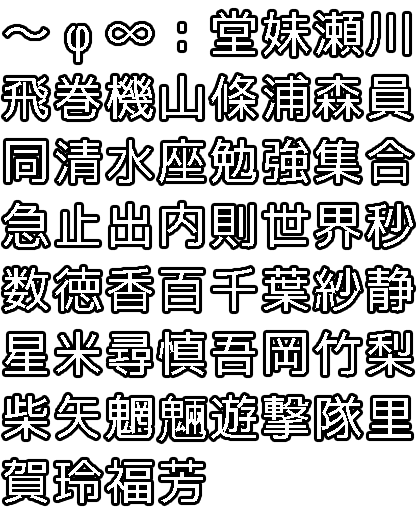 ～φ∞：堂妹瀬川
飛巻機山條浦森員
同清水座勉強集合
急止出内則世界秒
数徳香百千葉紗静
星米尋慎吾岡竹梨
柴矢魍魎遊撃隊里
賀玲福芳